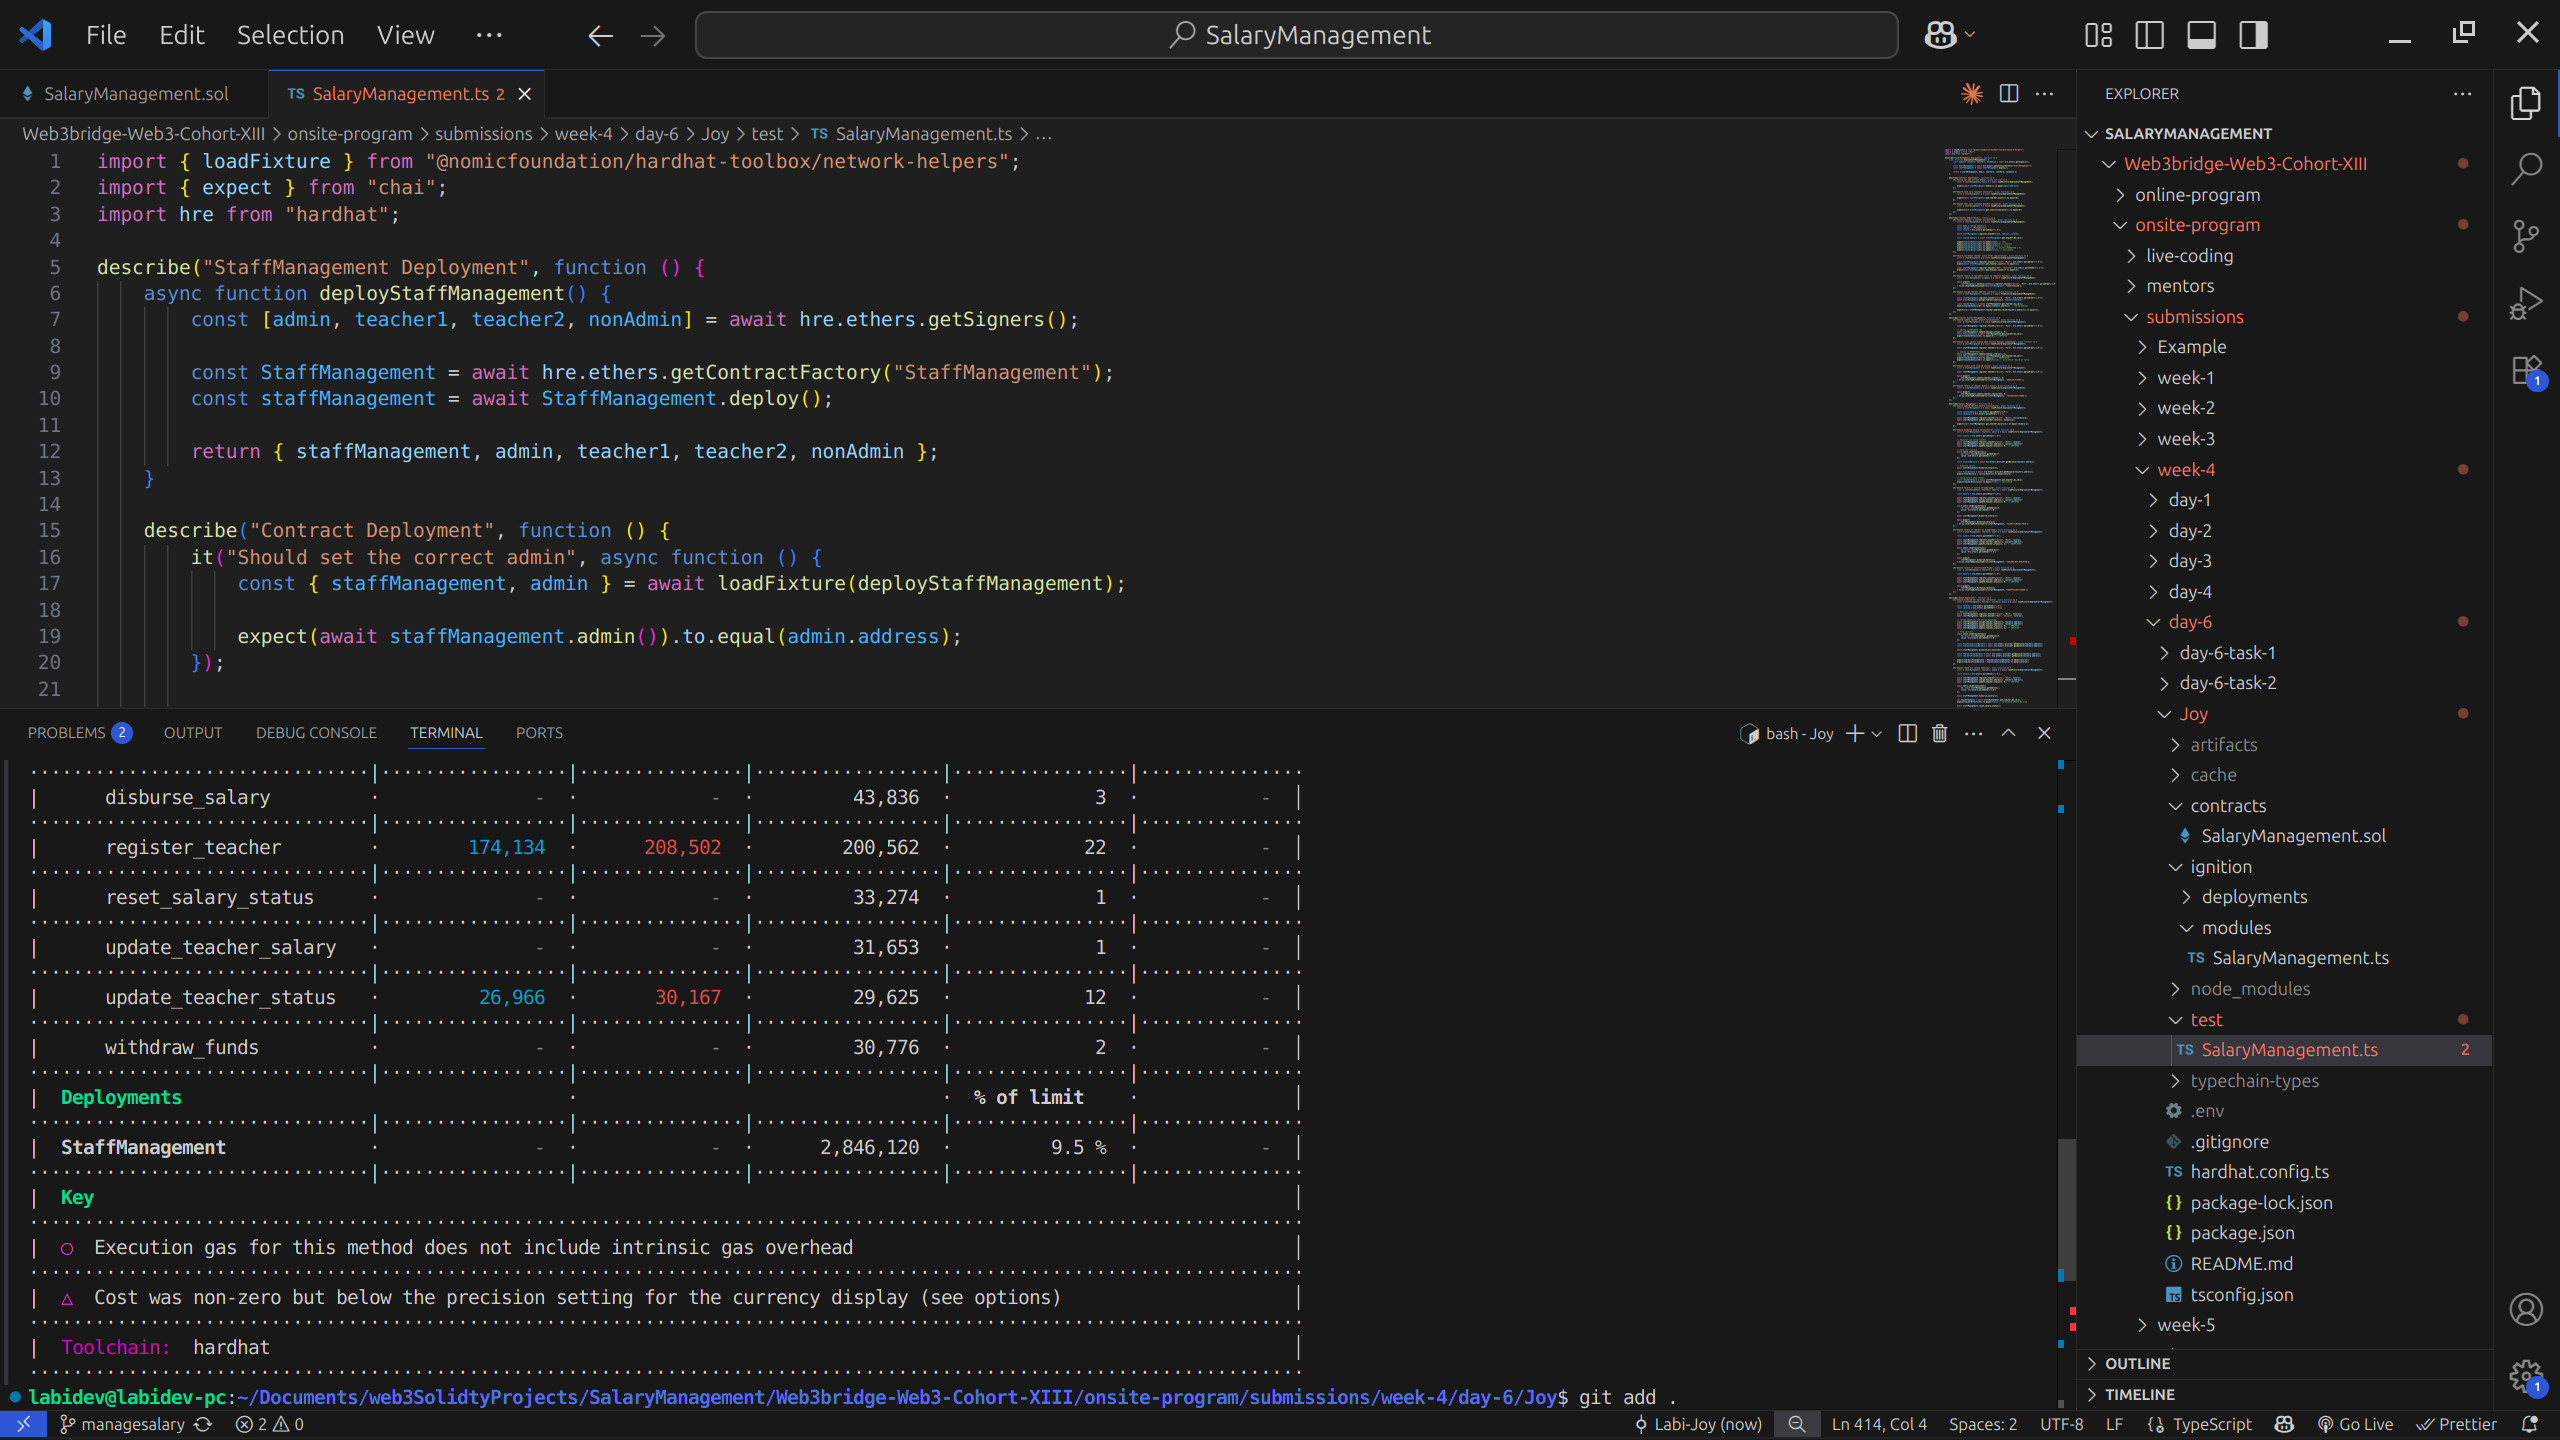 File Edit Selection View ··· SalaryManagement
SalaryManagement.sol
TS SalaryManagement.ts 2
Web3bridge-Web3-Cohort-XIII > onsite-program > submissions > week-4 > day-6 > Joy > test > TS SalaryManagement.ts > ...
1 import { loadFixture } from "@nomicfoundation/hardhat-toolbox/network-helpers";
2 import { expect } from "chai";
3 import hre from "hardhat";
4
5 describe("StaffManagement Deployment", function () {
6 async function deployStaffManagement() {
7 const [admin, teacher1, teacher2, nonAdmin] = await hre.ethers.getSigners();
8
9 const StaffManagement = await hre.ethers.getContractFactory("StaffManagement");
10 const staffManagement = await StaffManagement.deploy();
11
12 return { staffManagement, admin, teacher1, teacher2, nonAdmin };
13 }
14
15 describe("Contract Deployment", function () {
16 it("Should set the correct admin", async function () {
17 const { staffManagement, admin } = await loadFixture(deployStaffManagement);
18
19 expect(await staffManagement.admin()).to.equal(admin.address);
20 });
21
PROBLEMS 2 OUTPUT DEBUG CONSOLE TERMINAL PORTS
bash - Joy
| disburse_salary · - · - · 43,836 · 3 · - |
| register_teacher · 174,134 · 208,502 · 200,562 · 22 · - |
| reset_salary_status · - · - · 33,274 · 1 · - |
| update_teacher_salary · - · - · 31,653 · 1 · - |
| update_teacher_status · 26,966 · 30,167 · 29,625 · 12 · - |
| withdraw_funds · - · - · 30,776 · 2 · - |
| Deployments · · % of limit · |
| StaffManagement · - · - · 2,846,120 · 9.5 % · - |
| Key |
| ○ Execution gas for this method does not include intrinsic gas overhead |
| △ Cost was non-zero but below the precision setting for the currency display (see options) |
| Toolchain: hardhat |
labidev@labidev-pc:~/Documents/web3SolidtyProjects/SalaryManagement/Web3bridge-Web3-Cohort-XIII/onsite-program/submissions/week-4/day-6/Joy$ git add .
EXPLORER
SALARYMANAGEMENT
Web3bridge-Web3-Cohort-XIII
online-program
onsite-program
live-coding
mentors
submissions
Example
week-1
week-2
week-3
week-4
day-1
day-2
day-3
day-4
day-6
day-6-task-1
day-6-task-2
Joy
artifacts
cache
contracts
SalaryManagement.sol
ignition
deployments
modules
TS SalaryManagement.ts
node_modules
test
TS SalaryManagement.ts 2
typechain-types
.env
.gitignore
TS hardhat.config.ts
{} package-lock.json
{} package.json
README.md
TS tsconfig.json
week-5
OUTLINE
TIMELINE
1
1
managesalary 2 0
Labi-Joy (now) Ln 414, Col 4 Spaces: 2 UTF-8 LF TypeScript Go Live Prettier